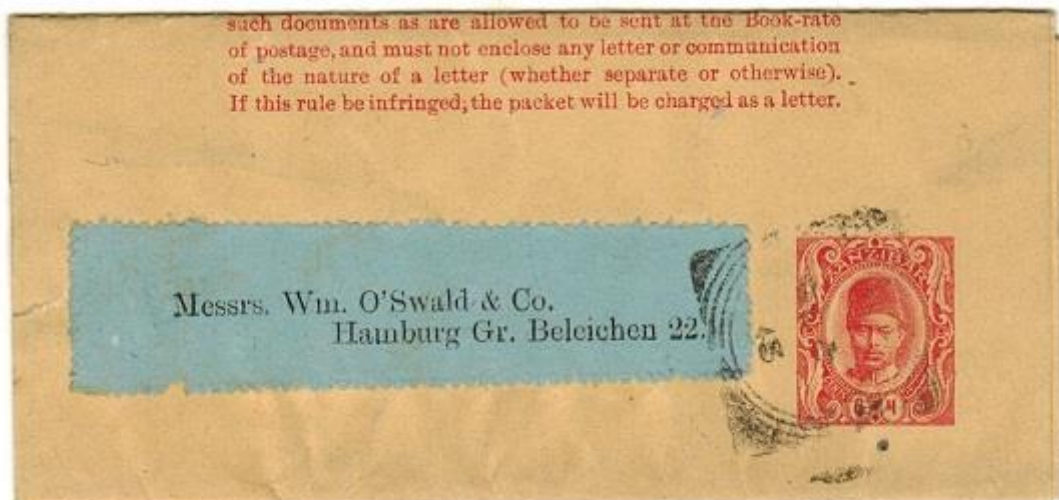 such documents as are allowed to be sent at the Book-rate
of postage, and must not enclose any letter or communication
of the nature of a letter (whether separate or otherwise).
If this rule be infringed, the packet will be charged as a letter.
Messrs. Wm. O'Swald & Co.
Hamburg Gr. Beleichen 22.
ZANZIBAR